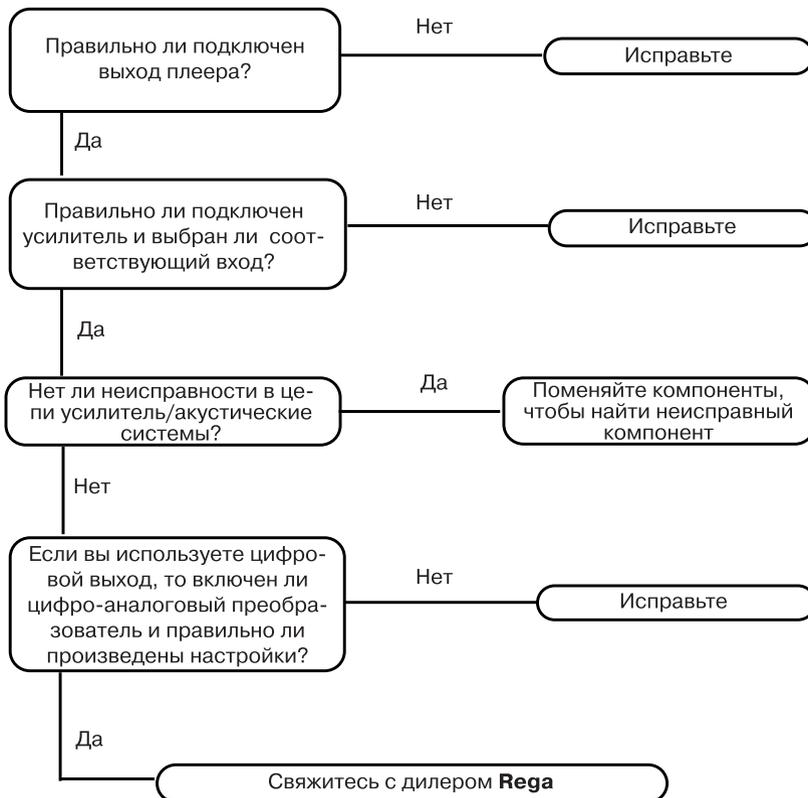 Правильно ли подключен
выход плеера?
Нет
Исправьте
Да
Правильно ли подключен
усилитель и выбран ли соот-
ветствующий вход?
Нет
Исправьте
Да
Нет ли неисправности в це-
пи усилитель/акустические
системы?
Да
Поменяйте компоненты,
чтобы найти неисправный
компонент
Нет
Если вы используете цифро-
вой выход, то включен ли
цифро-аналоговый преобра-
зователь и правильно ли
произведены настройки?
Нет
Исправьте
Да
Свяжитесь с дилером Rega